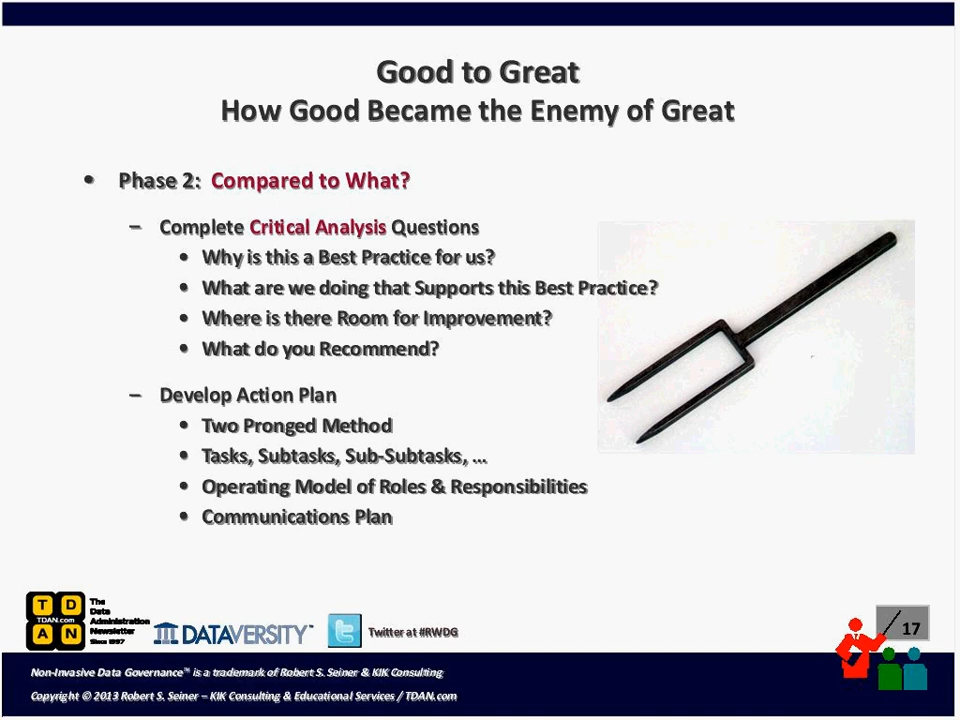 Good to Great
How Good Became the Enemy of Great
• Phase 2: Compared to What?
– Complete Critical Analysis Questions
• Why is this a Best Practice for us?
• What are we doing that Supports this Best Practice?
• Where is there Room for Improvement?
• What do you Recommend?
– Develop Action Plan
• Two Pronged Method
• Tasks, Subtasks, Sub-Subtasks, …
• Operating Model of Roles & Responsibilities
• Communications Plan
T D
TDAN.com
A N
The
Data
Administration
Newsletter
Since 1997
DATAVERSITY™
Twitter at #RWDG
17
Non-Invasive Data Governance™ is a trademark of Robert S. Seiner & KIK Consulting
Copyright © 2013 Robert S. Seiner – KIK Consulting & Educational Services / TDAN.com